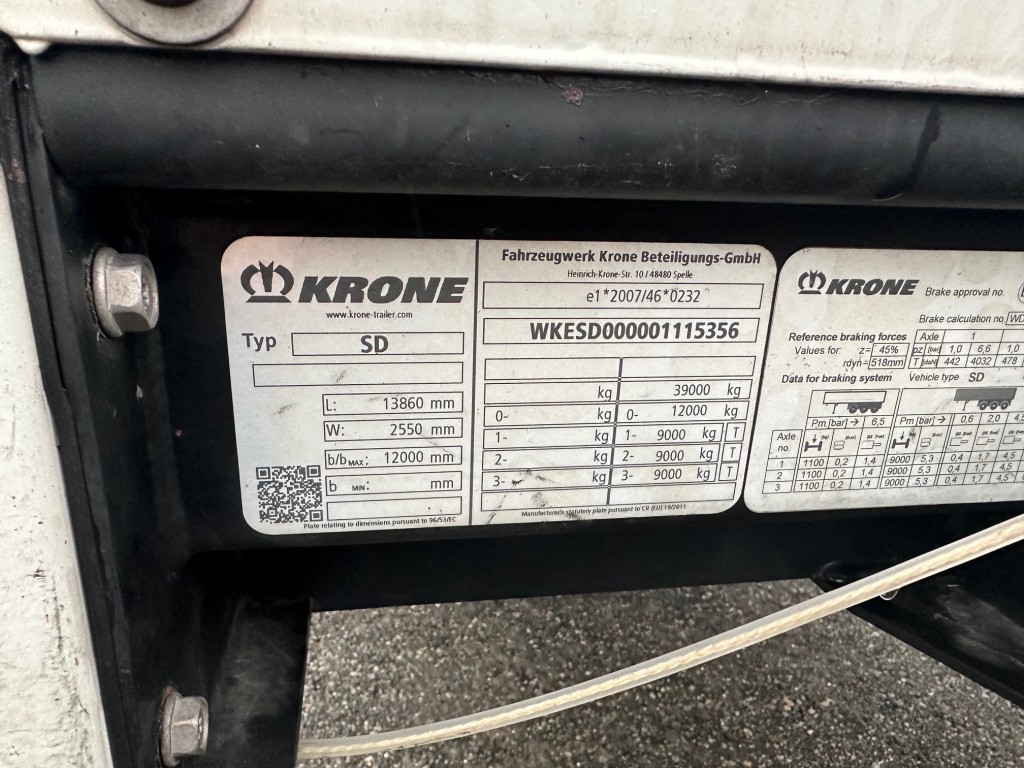 KRONE
www.krone-trailer.com
Typ SD
L: 13860 mm
W: 2550 mm
b/b MAX: 12000 mm
b MIN: mm
Plate relating to dimensions pursuant to 96/53/EC
Fahrzeugwerk Krone Beteiligungs-GmbH
Heinrich-Krone-Str. 10 / 48480 Spelle
e1*2007/46*0232
WKESD000001115356
kg 39000 kg
0- kg 0- 12000 kg
1- kg 1- 9000 kg T
2- kg 2- 9000 kg T
3- kg 3- 9000 kg T
Manufacturer's statutory plate pursuant to CR (EU) 19/2011
KRONE
Brake approval no.
Brake calculation no. WD
Reference braking forces Axle 1
Values for z= 45% pz [bar] 1,0 6,6 1,0
rdyn= 518mm T [daN] 442 4032 478
Data for braking system Vehicle type SD
Pm [bar] → 6,5 Pm [bar] → 0,6 2,0
Axle no.
1 1100 0,2 1,4 9000 5,3 0,4 1,7 4,5
2 1100 0,2 1,4 9000 5,3 0,4 1,7 4,5
3 1100 0,2 1,4 9000 5,3 0,4 1,7 4,5